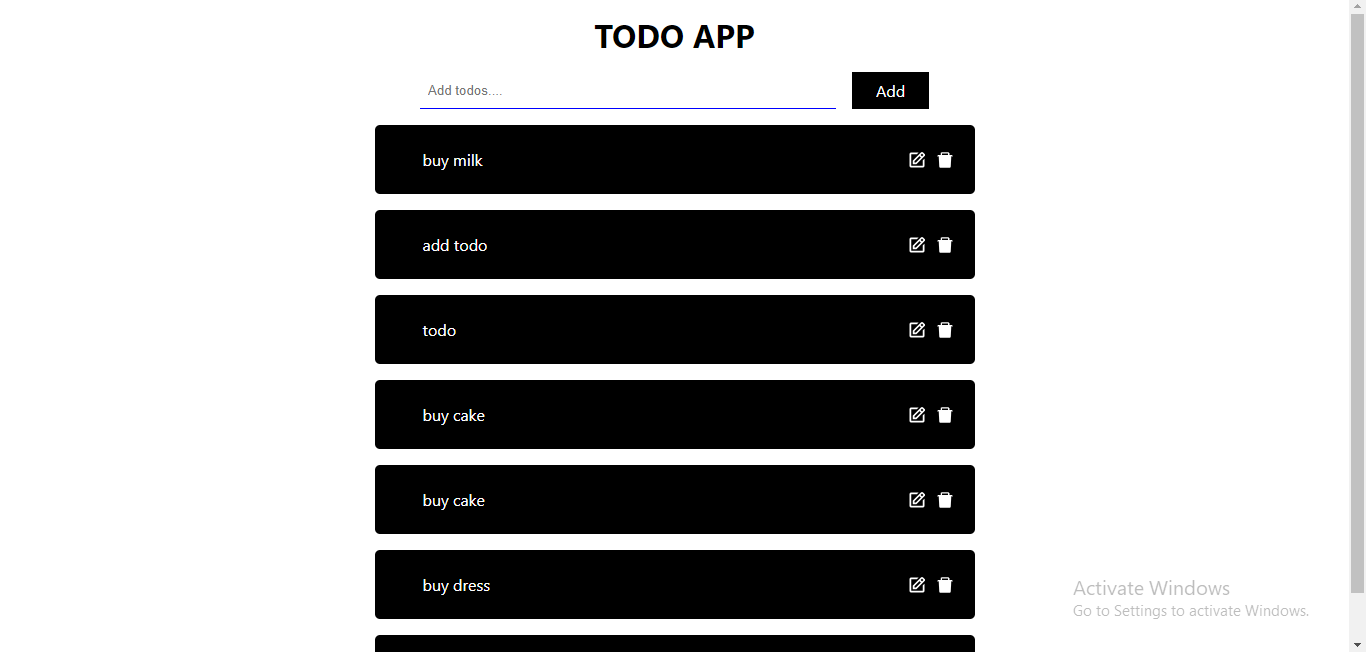 TODO APP
Add todos....
Add
buy milk
add todo
todo
buy cake
buy cake
buy dress
Activate Windows
Go to Settings to activate Windows.